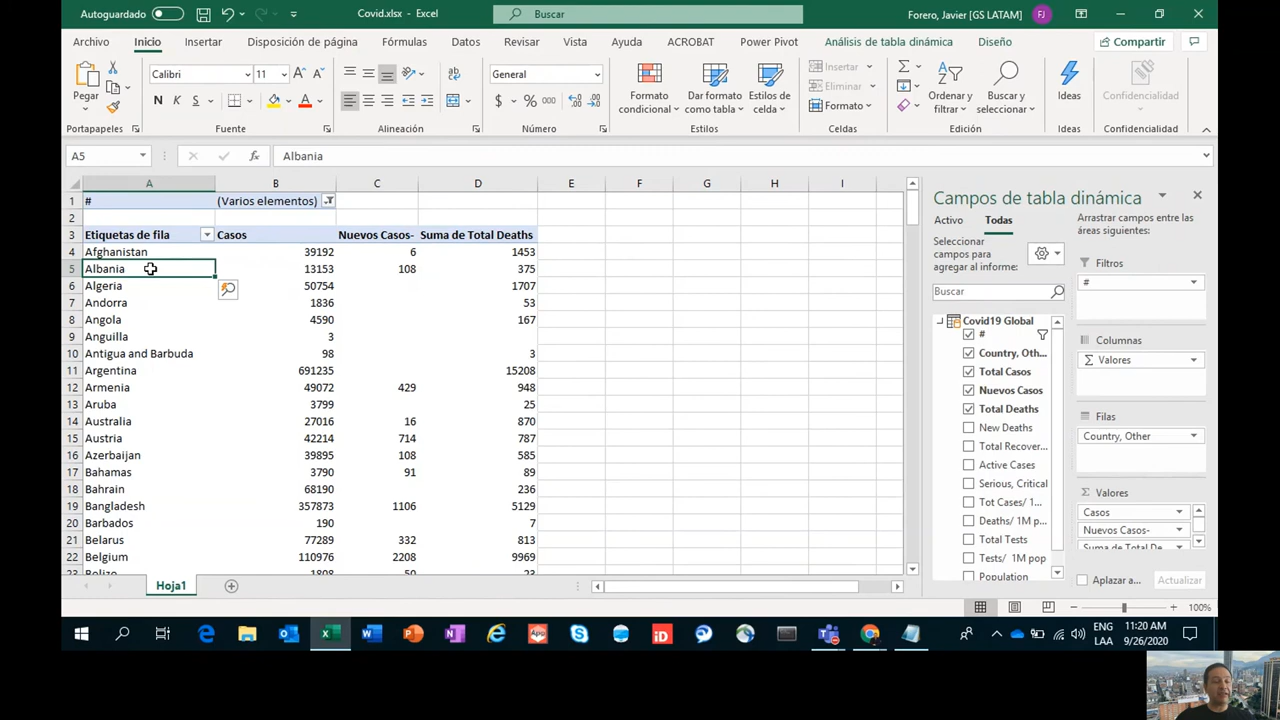 Autoguardado
Covid.xlsx - Excel
Buscar
Forero, Javier [GS LATAM]
FJ
Archivo Inicio Insertar Disposición de página Fórmulas Datos Revisar Vista Ayuda ACROBAT Power Pivot Análisis de tabla dinámica Diseño
Compartir
Pegar
Portapapeles
Calibri 11
N K S
Fuente
Alineación
General
$ % 000
Número
Formato condicional
Dar formato como tabla
Estilos de celda
Estilos
Insertar
Eliminar
Formato
Celdas
Ordenar y filtrar
Buscar y seleccionar
Edición
Ideas
Ideas
Confidencialidad
Confidencialidad
A5 fx Albania
A B C D E F G H I
1 # (Varios elementos)
2
3 Etiquetas de fila Casos Nuevos Casos- Suma de Total Deaths
4 Afghanistan 39192 6 1453
5 Albania 13153 108 375
6 Algeria 50754 1707
7 Andorra 1836 53
8 Angola 4590 167
9 Anguilla 3
10 Antigua and Barbuda 98 3
11 Argentina 691235 15208
12 Armenia 49072 429 948
13 Aruba 3799 25
14 Australia 27016 16 870
15 Austria 42214 714 787
16 Azerbaijan 39895 108 585
17 Bahamas 3790 91 89
18 Bahrain 68190 236
19 Bangladesh 357873 1106 5129
20 Barbados 190 7
21 Belarus 77289 332 813
22 Belgium 110976 2208 9969
23 Belize 1808 50 23
Hoja1
Campos de tabla dinámica
Activo Todas
Seleccionar campos para agregar al informe:
Buscar
Covid19 Global
#
Country, Oth...
Total Casos
Nuevos Casos
Total Deaths
New Deaths
Total Recover...
Active Cases
Serious, Critical
Tot Cases/ 1...
Deaths/ 1M p...
Total Tests
Tests/ 1M pop
Population
Arrastrar campos entre las áreas siguientes:
Filtros
#
Columnas
Σ Valores
Filas
Country, Other
Σ Valores
Casos
Nuevos Casos-
Suma de Total De...
Aplazar a...
Actualizar
100%
ENG
LAA
11:20 AM
9/26/2020